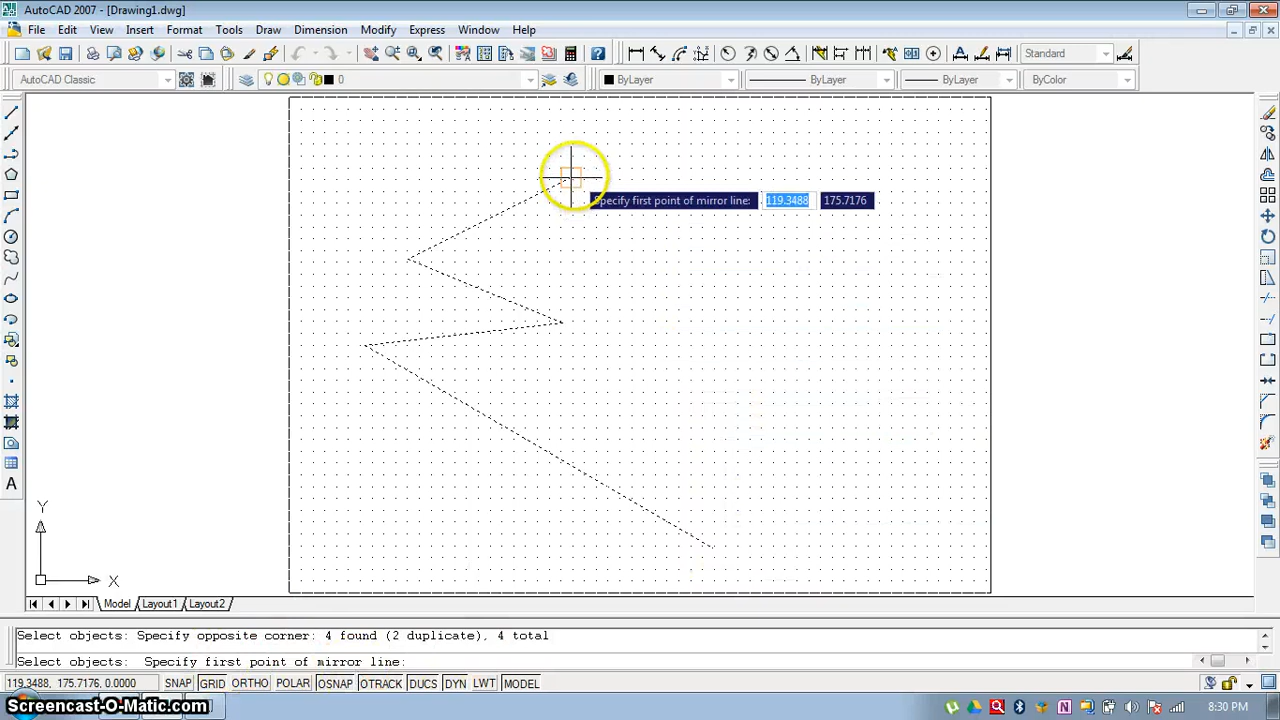 AutoCAD 2007 - [Drawing1.dwg]
File Edit View Insert Format Tools Draw Dimension Modify Express Window Help
Standard
AutoCAD Classic 0 ByLayer ByLayer ByLayer ByColor
Specify first point of mirror line: 119.3488 175.7176
Y
X
A
Model Layout1 Layout2
Select objects: Specify opposite corner: 4 found (2 duplicate), 4 total
Select objects: Specify first point of mirror line:
119.3488, 175.7176, 0.0000 SNAP GRID ORTHO POLAR OSNAP OTRACK DUCS DYN LWT MODEL
Screencast-O-Matic.com 8:30 PM